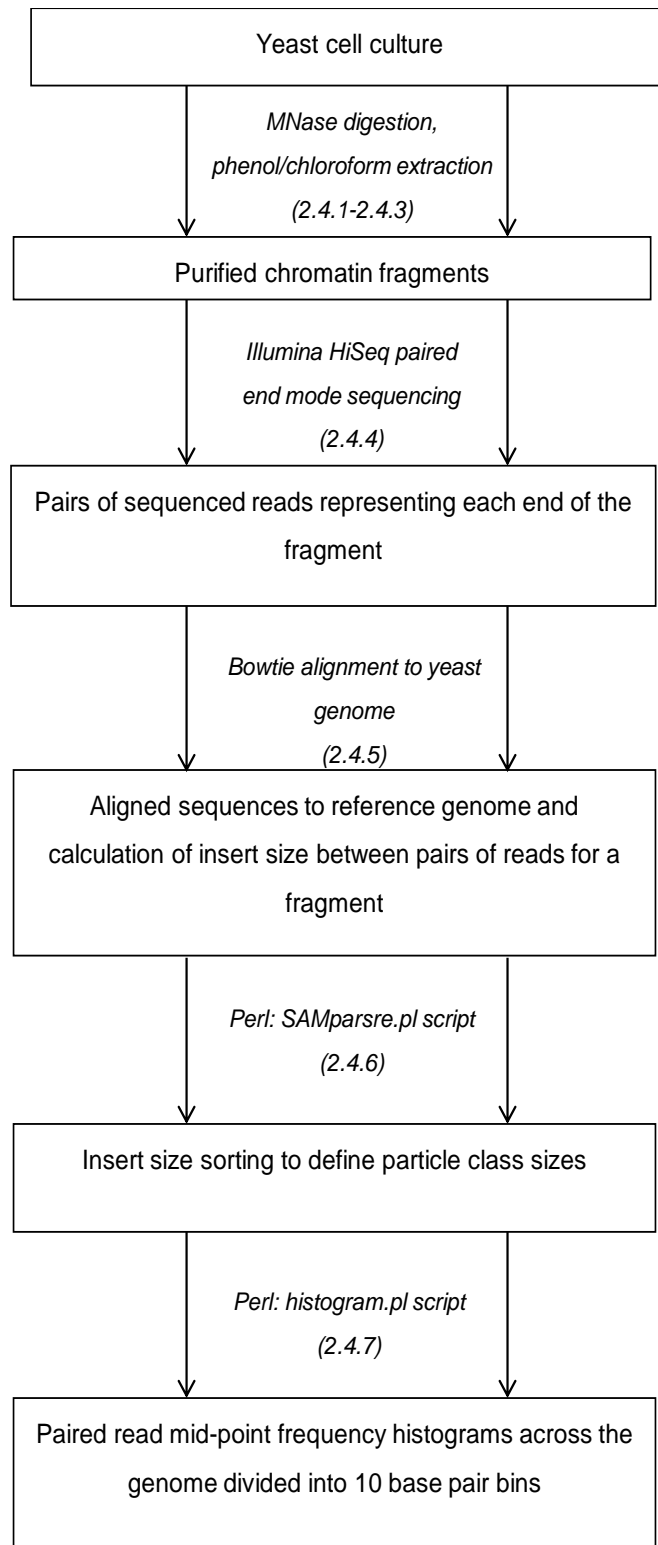 Yeast cell culture
MNase digestion,
phenol/chloroform extraction
(2.4.1-2.4.3)
Purified chromatin fragments
Illumina HiSeq paired
end mode sequencing
(2.4.4)
Pairs of sequenced reads representing each end of the
fragment
Bowtie alignment to yeast
genome
(2.4.5)
Aligned sequences to reference genome and
calculation of insert size between pairs of reads for a
fragment
Perl: SAMparsre.pl script
(2.4.6)
Insert size sorting to define particle class sizes
Perl: histogram.pl script
(2.4.7)
Paired read mid-point frequency histograms across the
genome divided into 10 base pair bins